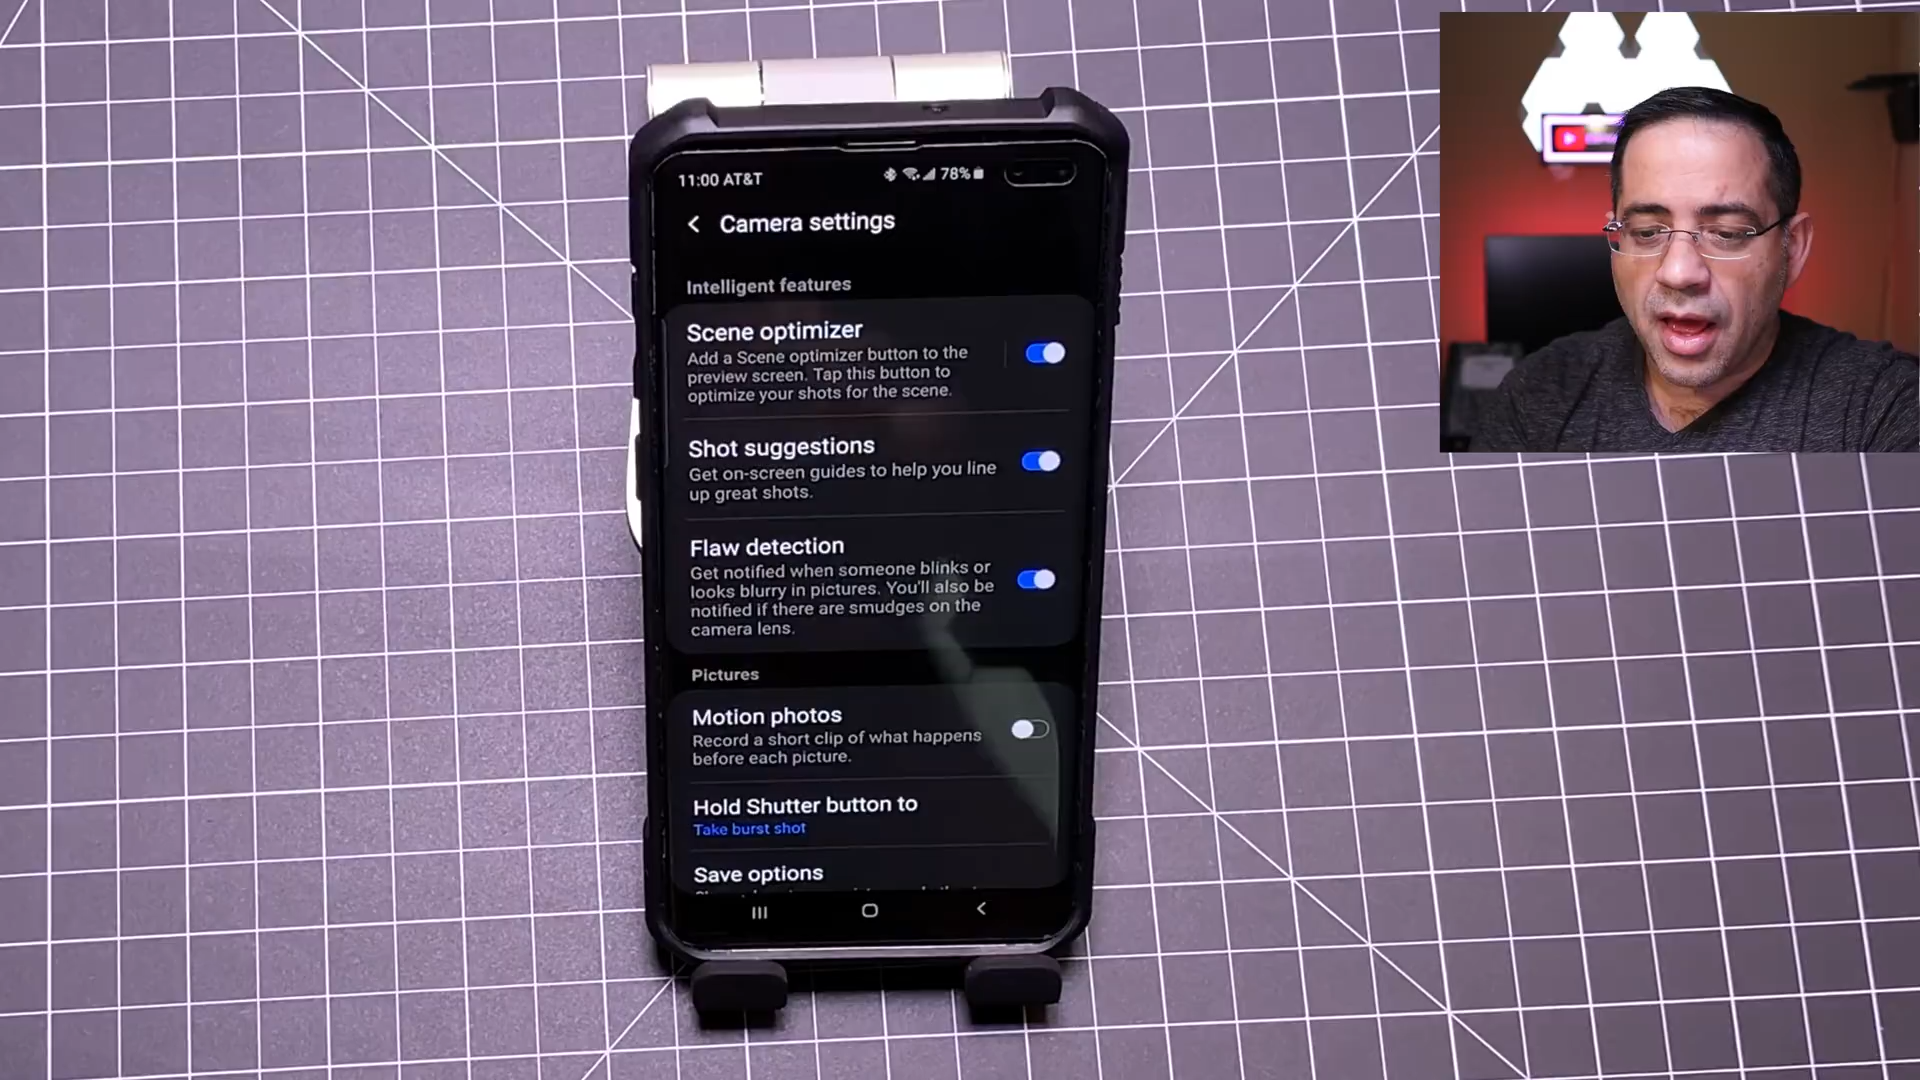 11:00 AT&T 78%
Camera settings
Intelligent features
Scene optimizer
Add a Scene optimizer button to the
preview screen. Tap this button to
optimize your shots for the scene.
Shot suggestions
Get on-screen guides to help you line
up great shots.
Flaw detection
Get notified when someone blinks or
looks blurry in pictures. You'll also be
notified if there are smudges on the
camera lens.
Pictures
Motion photos
Record a short clip of what happens
before each picture.
Hold Shutter button to
Take burst shot
Save options